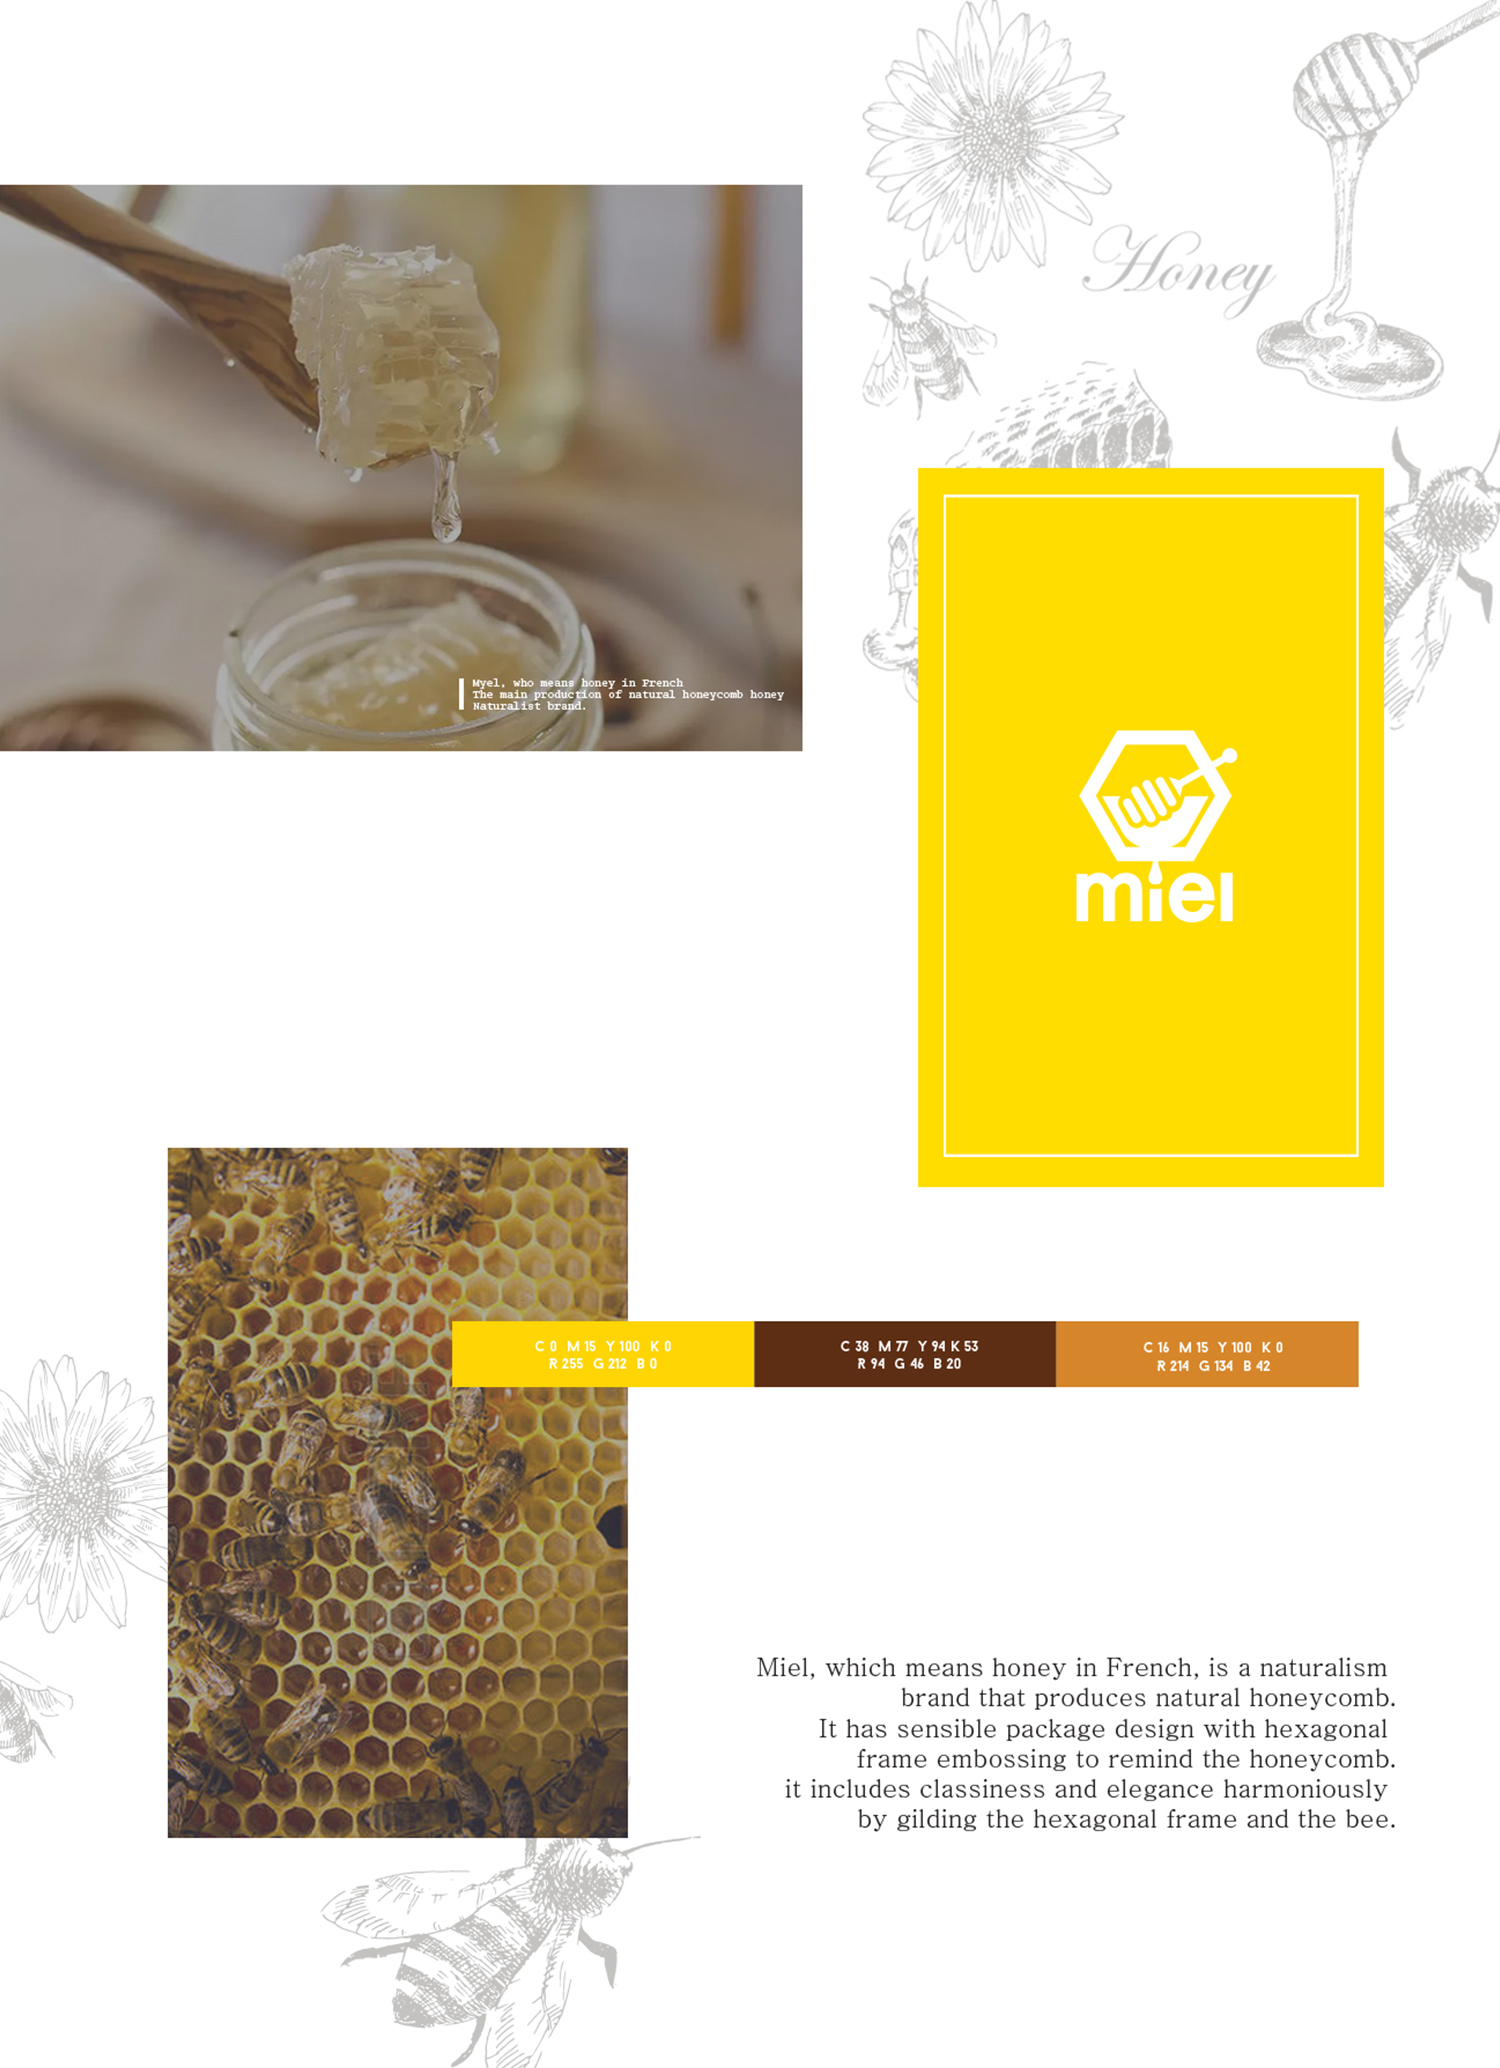 Honey
Myel, who means honey in French
The main production of natural honeycomb honey
Naturalist brand.
miel
C 0 M 15 Y 100 K 0
R 255 G 212 B 0
C 38 M 77 Y 94 K 53
R 94 G 46 B 20
C 16 M 15 Y 100 K 0
R 214 G 134 B 42
Miel, which means honey in French, is a naturalism
brand that produces natural honeycomb.
It has sensible package design with hexagonal
frame embossing to remind the honeycomb.
it includes classiness and elegance harmoniously
by gilding the hexagonal frame and the bee.